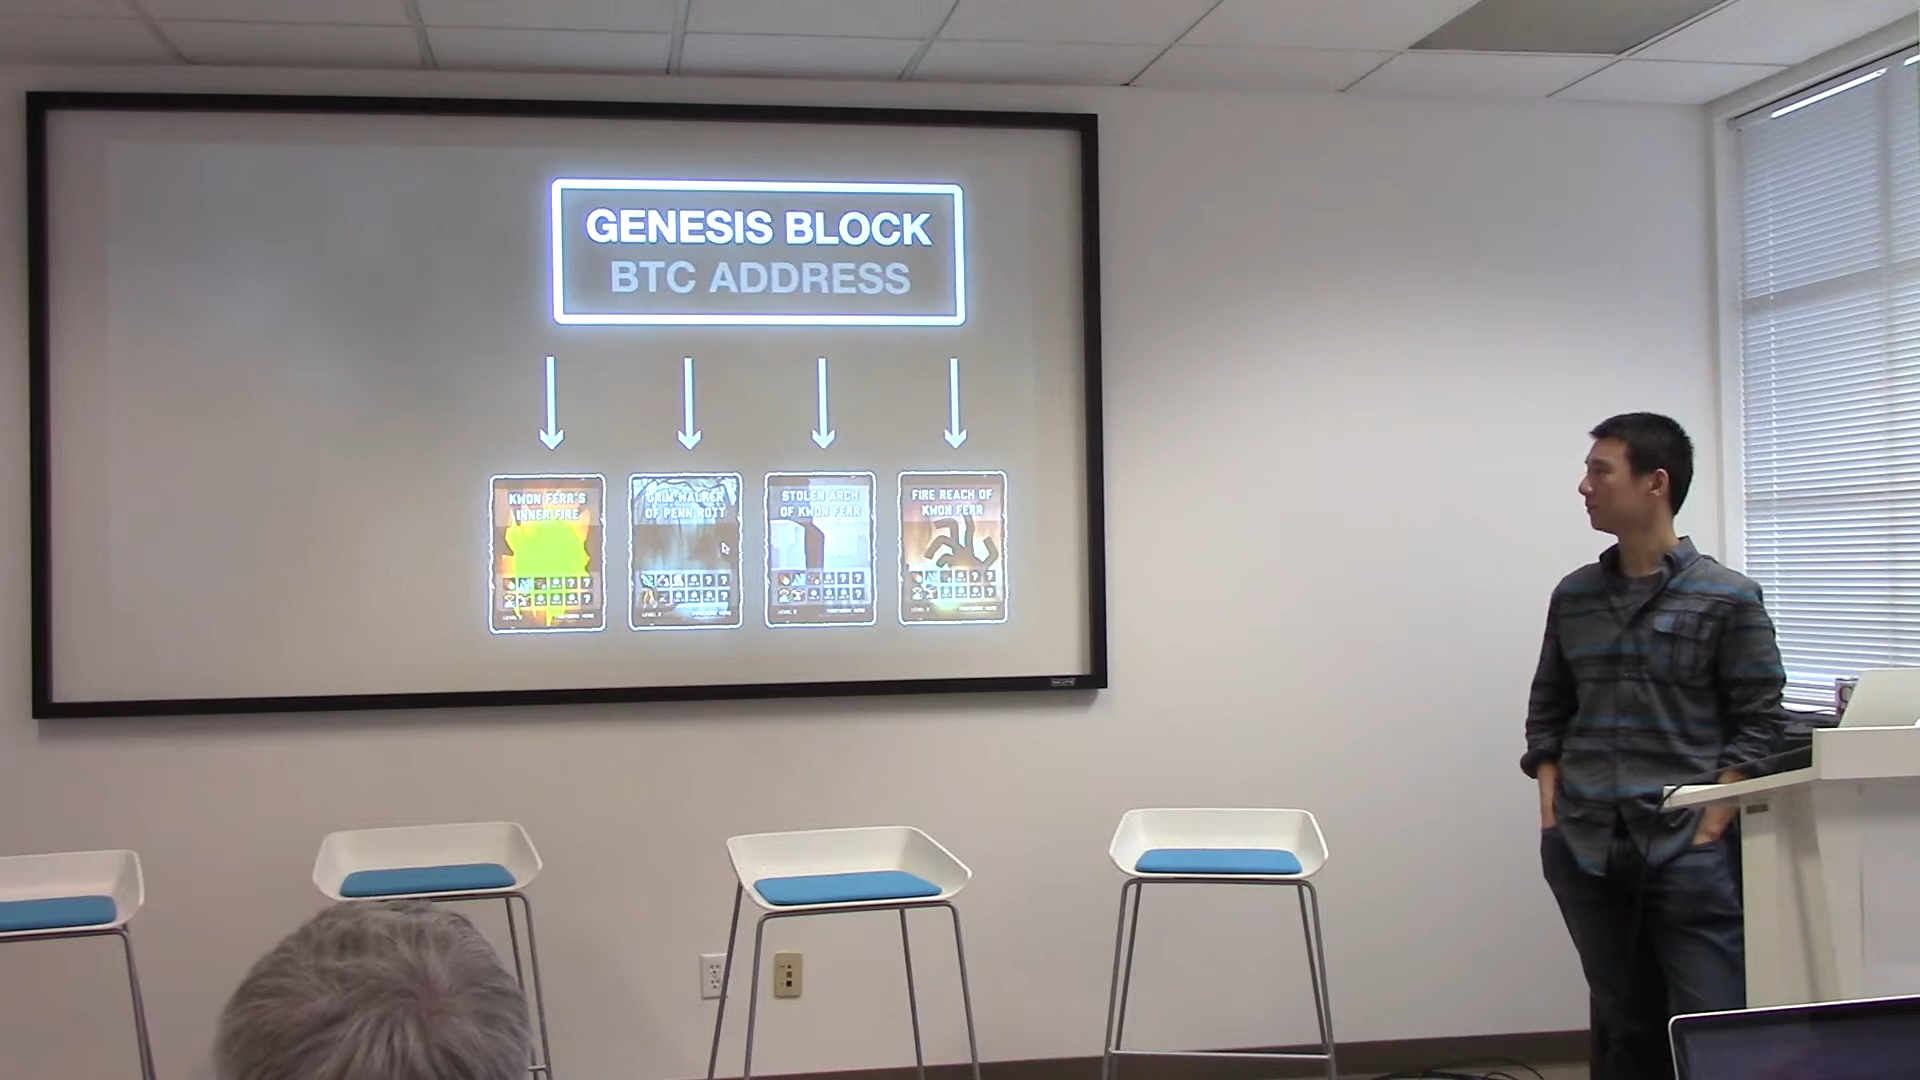 GENESIS BLOCK
BTC ADDRESS
KWON FERR'S
INNER FIRE
GRIM WALKER
OF PENN ROTT
STOLEN ARCH
OF KWON FERR
FIRE REACH OF
KWON FERR